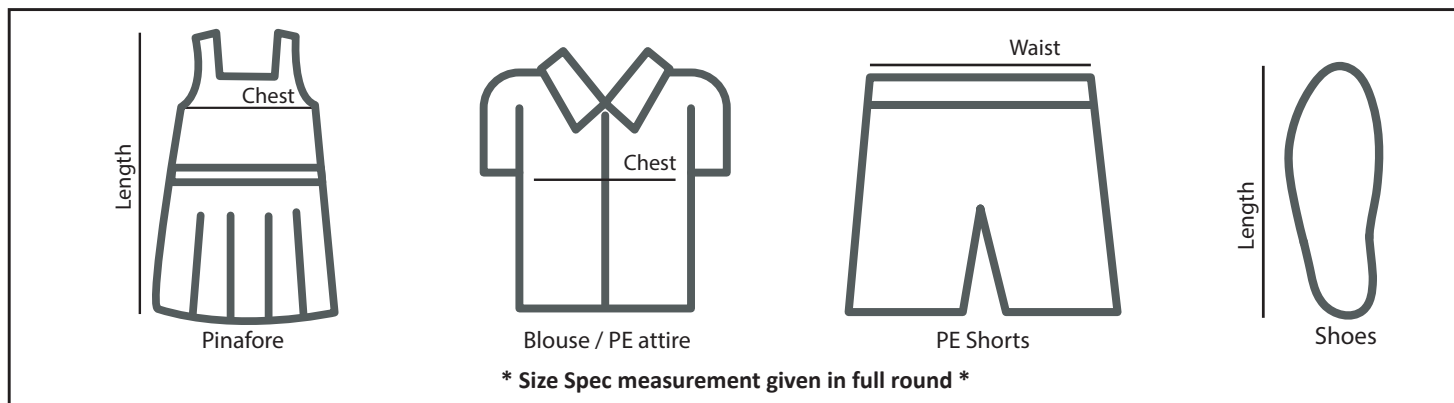 Length
Chest
Pinafore
Chest
Blouse / PE attire
Waist
PE Shorts
Length
Shoes
* Size Spec measurement given in full round *